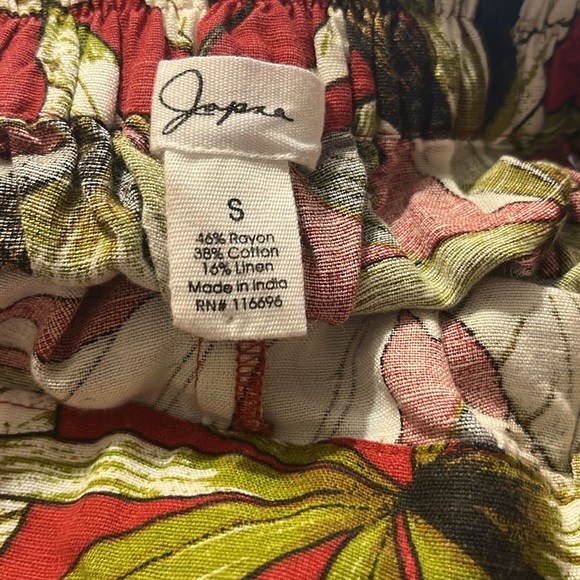 Japna
S
46% Rayon
38% Cotton
16% Linen
Made in India
RN# 116696